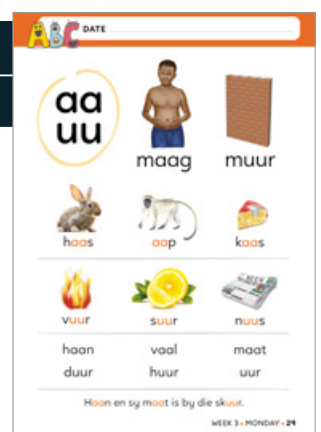 ABC DATE
aa
uu
maag muur
haas aap kaas
vuur suur nuus
haan vaal maat
duur huur uur
Haan en sy maat is by die skuur.
WEEK 3 • MONDAY • 29